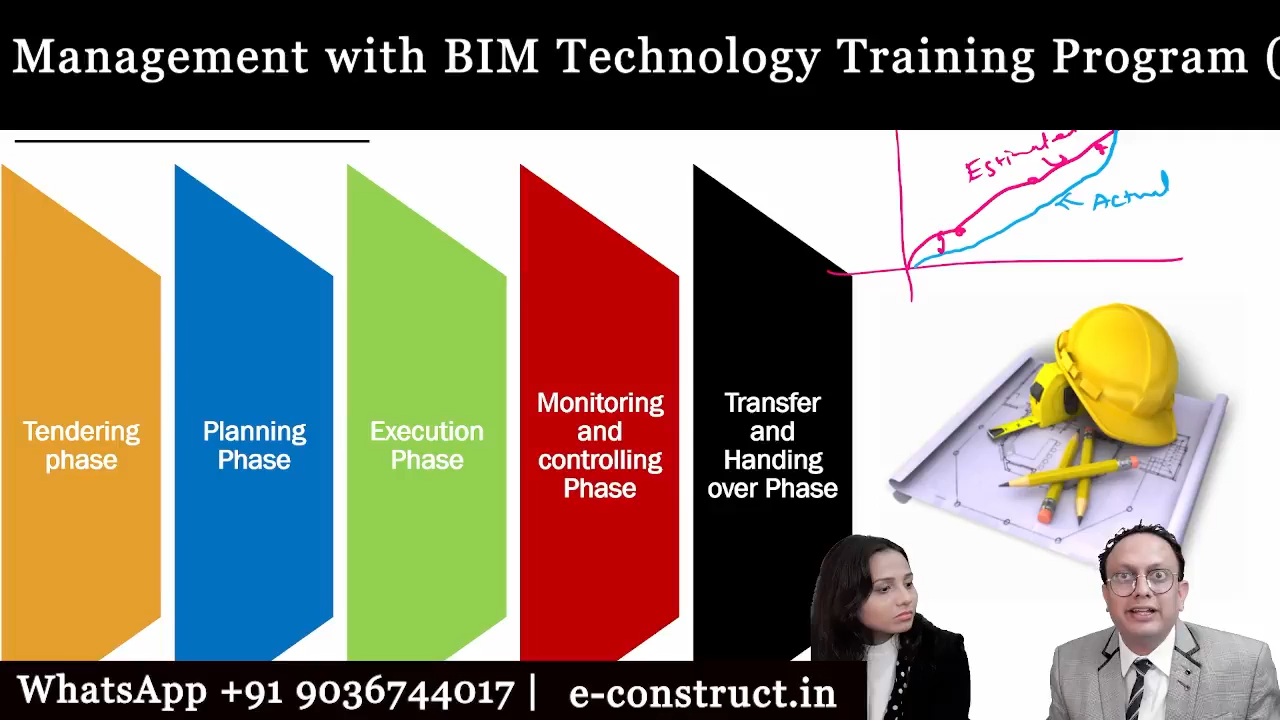 Management with BIM Technology Training Program (
Estimated
Actual
Tendering
phase
Planning
Phase
Execution
Phase
Monitoring
and
controlling
Phase
Transfer
and
Handing
over Phase
WhatsApp +91 9036744017 | e-construct.in